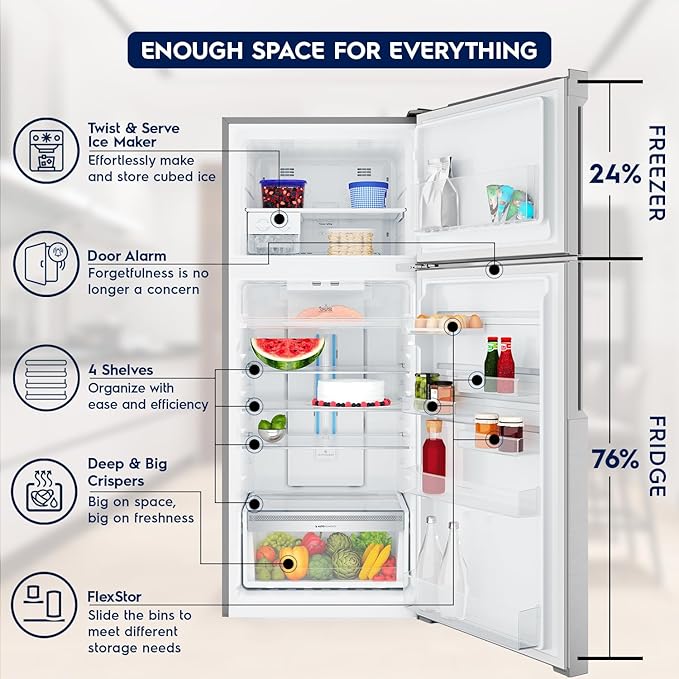 ENOUGH SPACE FOR EVERYTHING
Twist & Serve
Ice Maker
Effortlessly make
and store cubed ice
Door Alarm
Forgetfulness is no
longer a concern
4 Shelves
Organize with
ease and efficiency
Deep & Big
Crispers
Big on space,
big on freshness
FlexStor
Slide the bins to
meet different
storage needs
24%
FREEZER
76%
FRIDGE